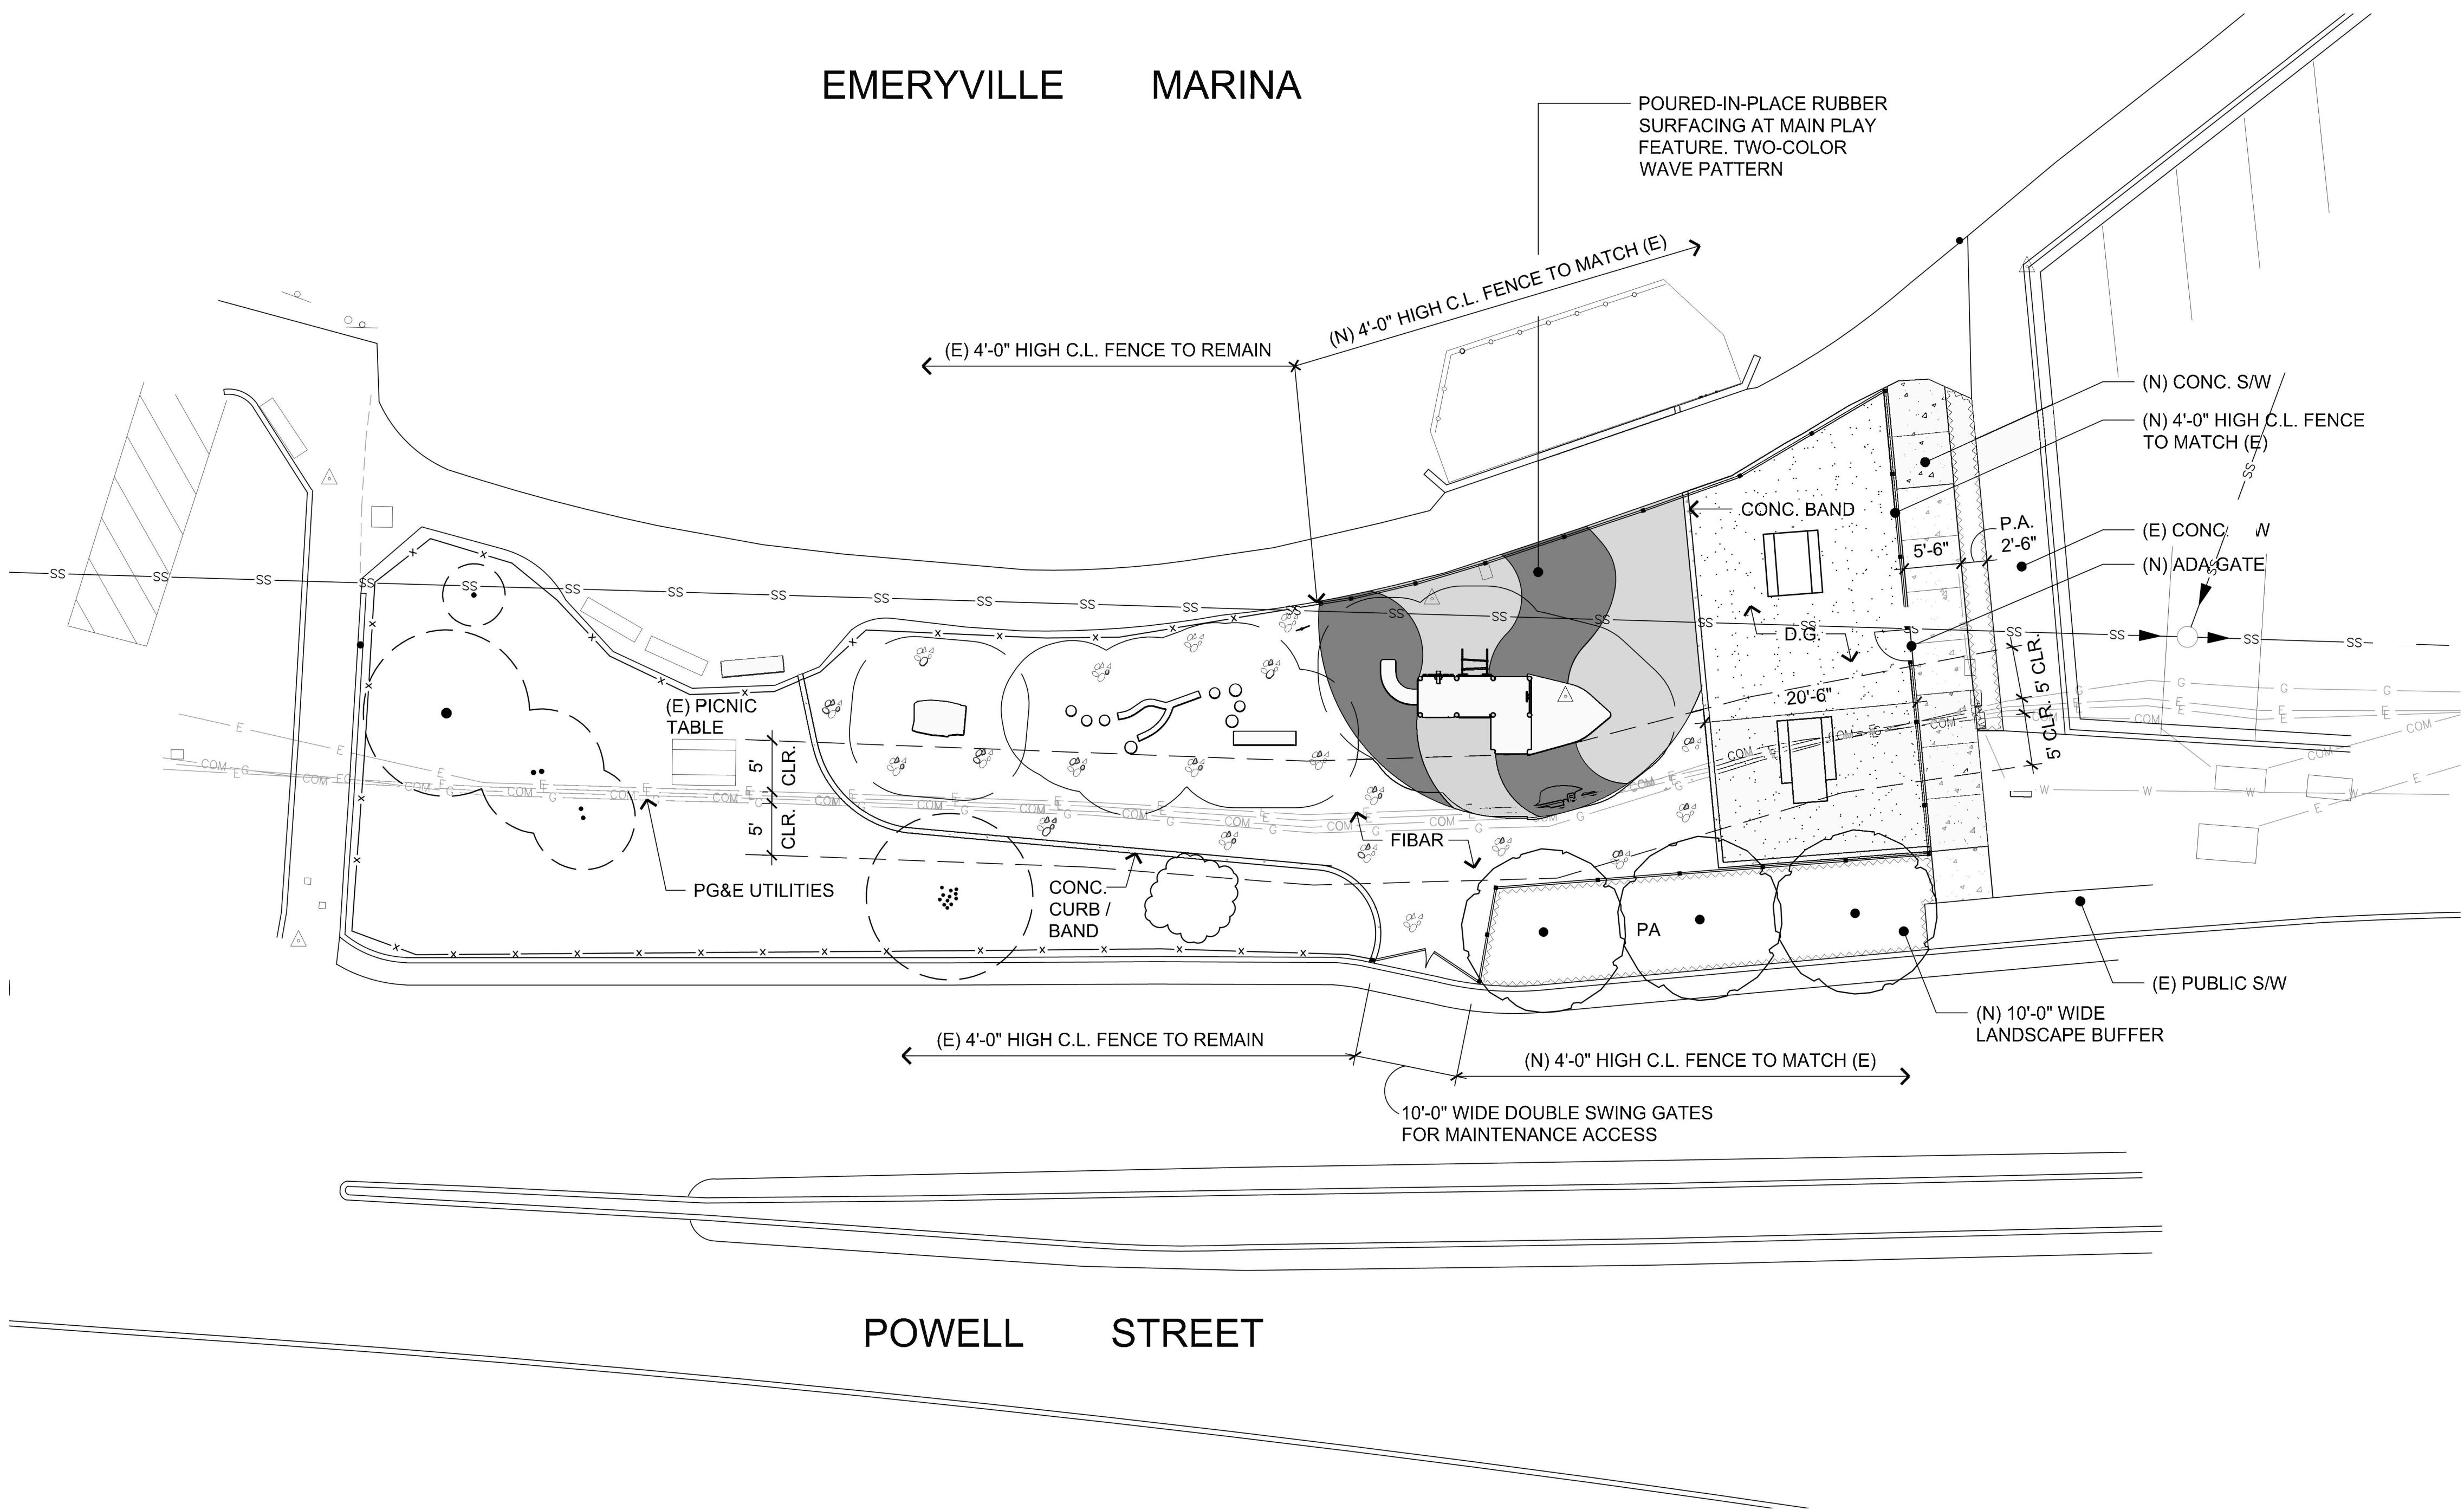 EMERYVILLE MARINA
POURED-IN-PLACE RUBBER
SURFACING AT MAIN PLAY
FEATURE. TWO-COLOR
WAVE PATTERN
(N) 4'-0" HIGH C.L. FENCE TO MATCH (E)
(E) 4'-0" HIGH C.L. FENCE TO REMAIN
(N) CONC. S/W
(N) 4'-0" HIGH C.L. FENCE
TO MATCH (E)
CONC. BAND
P.A.
2'-6"
5'-6"
(E) CONC. W
(N) ADA GATE
D.G.
20'-6"
5' CLR.
5' CLR.
(E) PICNIC
TABLE
5'
CLR.
5'
CLR.
FIBAR
PG&E UTILITIES
CONC.
CURB /
BAND
PA
(E) PUBLIC S/W
(N) 10'-0" WIDE
LANDSCAPE BUFFER
(E) 4'-0" HIGH C.L. FENCE TO REMAIN
(N) 4'-0" HIGH C.L. FENCE TO MATCH (E)
10'-0" WIDE DOUBLE SWING GATES
FOR MAINTENANCE ACCESS
POWELL STREET